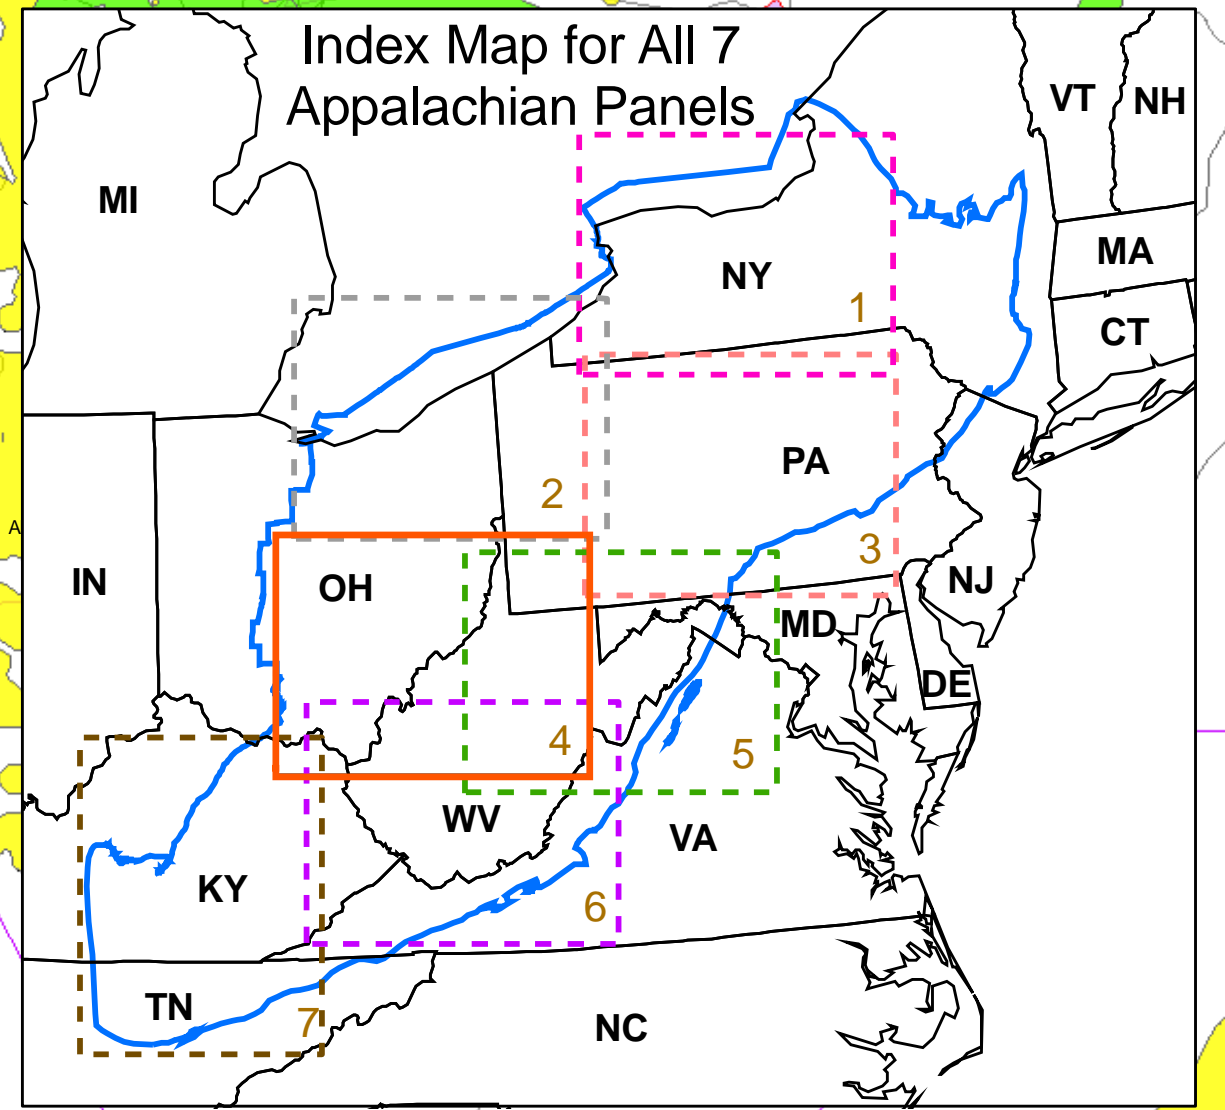 Index Map for All 7
Appalachian Panels
VT
NH
MI
MA
NY
1
CT
PA
2
A
3
IN
OH
NJ
MD
DE
4
5
WV
VA
KY
6
TN
7
NC